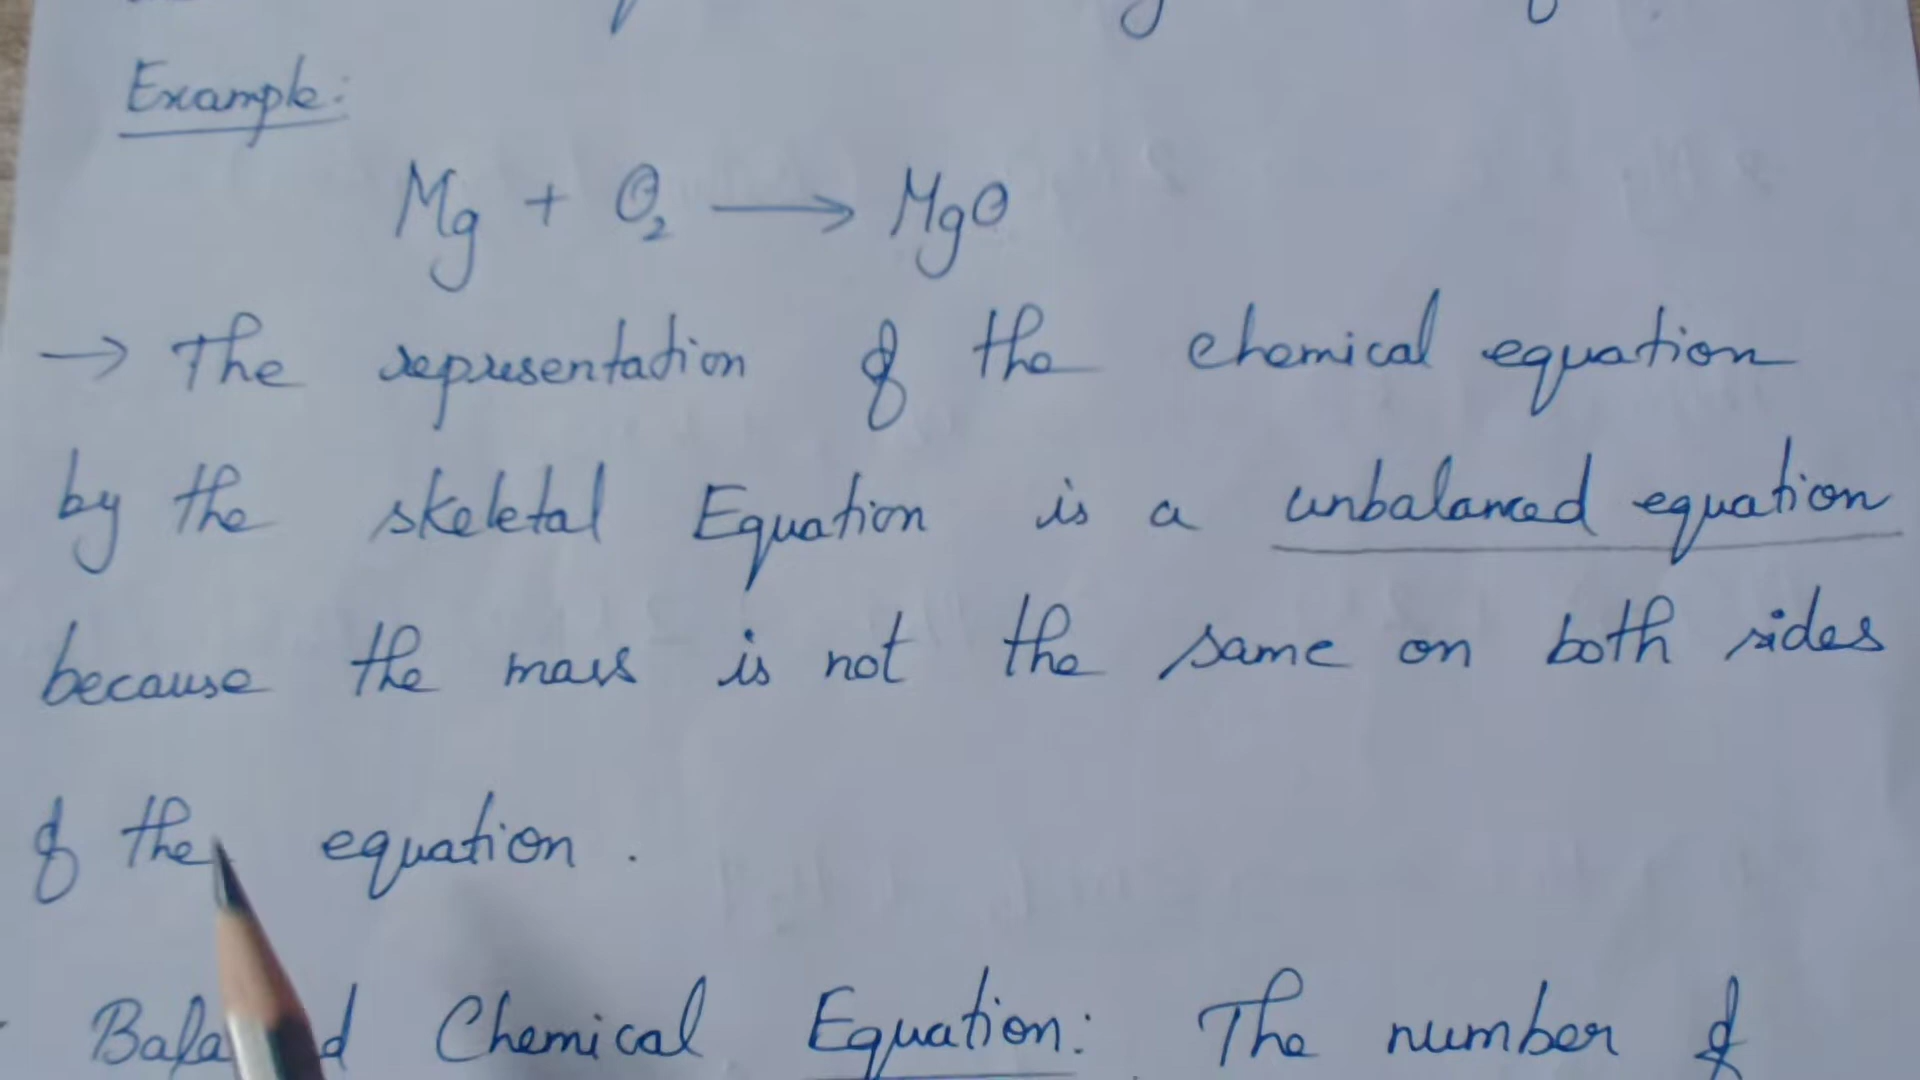 Example:
Mg + O₂ → MgO
→ The representation of the chemical equation
by the skeletal Equation is a unbalanced equation
because the mass is not the same on both sides
of the equation.
Chemical Equation: The number of